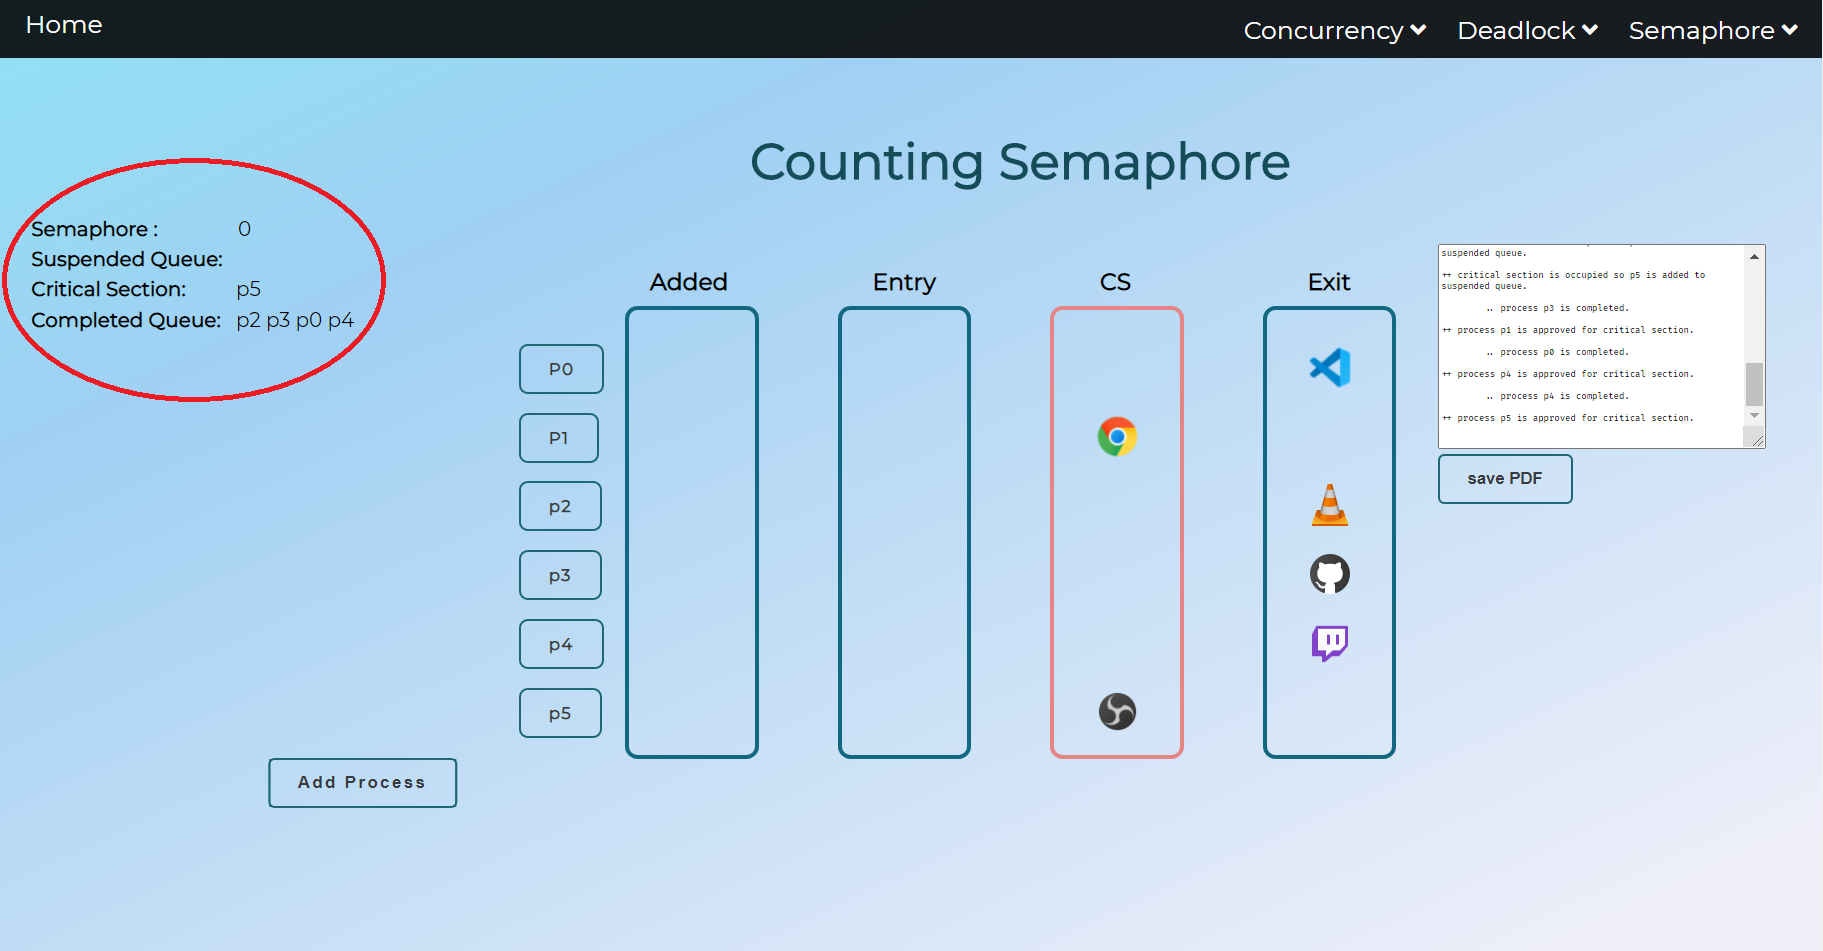 Home
Concurrency
Deadlock
Semaphore
Counting Semaphore
Semaphore : 0
Suspended Queue:
Critical Section: p5
Completed Queue: p2 p3 p0 p4
Added
Entry
CS
Exit
P0
P1
p2
p3
p4
p5
Add Process
suspended queue.
++ critical section is occupied so p5 is added to
suspended queue.
.. process p3 is completed.
++ process p1 is approved for critical section.
.. process p0 is completed.
++ process p4 is approved for critical section.
.. process p4 is completed.
++ process p5 is approved for critical section.
save PDF